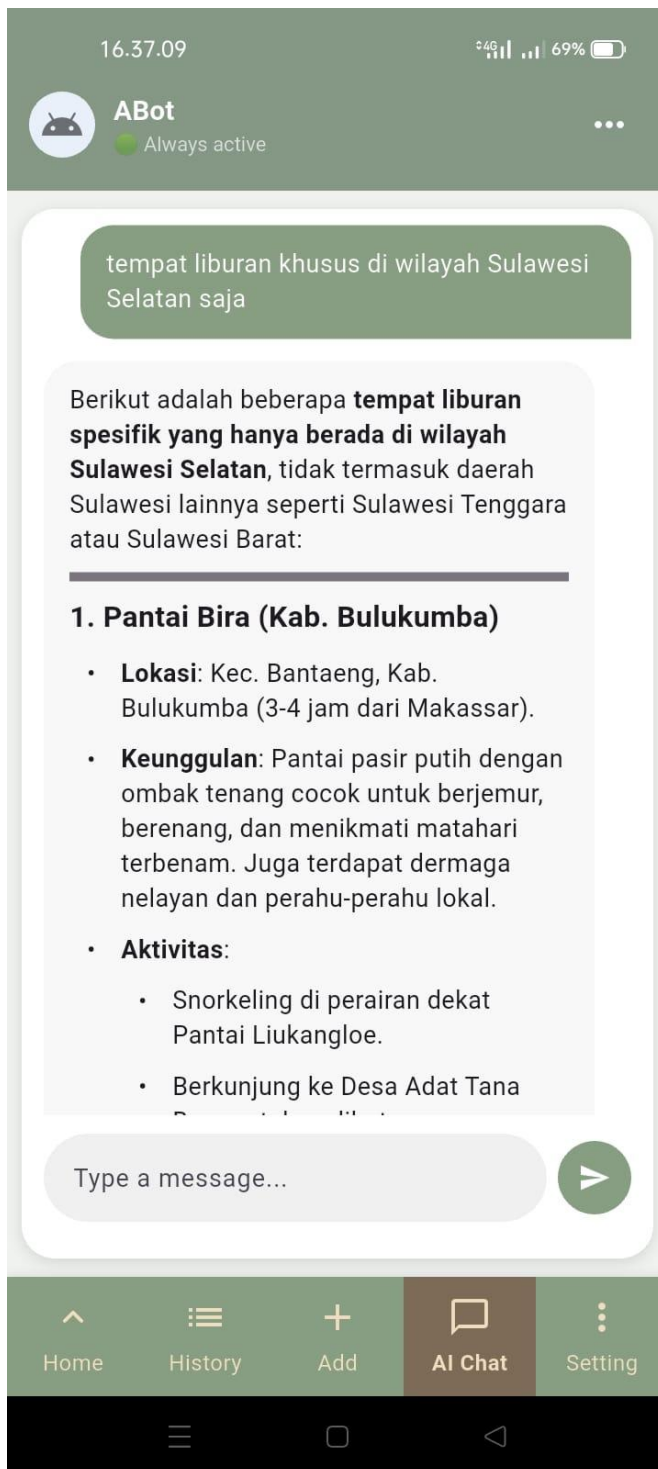 16.37.09
4G 69%
ABot
Always active
tempat liburan khusus di wilayah Sulawesi
Selatan saja
Berikut adalah beberapa tempat liburan
spesifik yang hanya berada di wilayah
Sulawesi Selatan, tidak termasuk daerah
Sulawesi lainnya seperti Sulawesi Tenggara
atau Sulawesi Barat:
1. Pantai Bira (Kab. Bulukumba)
• Lokasi: Kec. Bantaeng, Kab.
Bulukumba (3-4 jam dari Makassar).
• Keunggulan: Pantai pasir putih dengan
ombak tenang cocok untuk berjemur,
berenang, dan menikmati matahari
terbenam. Juga terdapat dermaga
nelayan dan perahu-perahu lokal.
• Aktivitas:
• Snorkeling di perairan dekat
Pantai Liukangloe.
• Berkunjung ke Desa Adat Tana
Type a message...
Home History Add AI Chat Setting